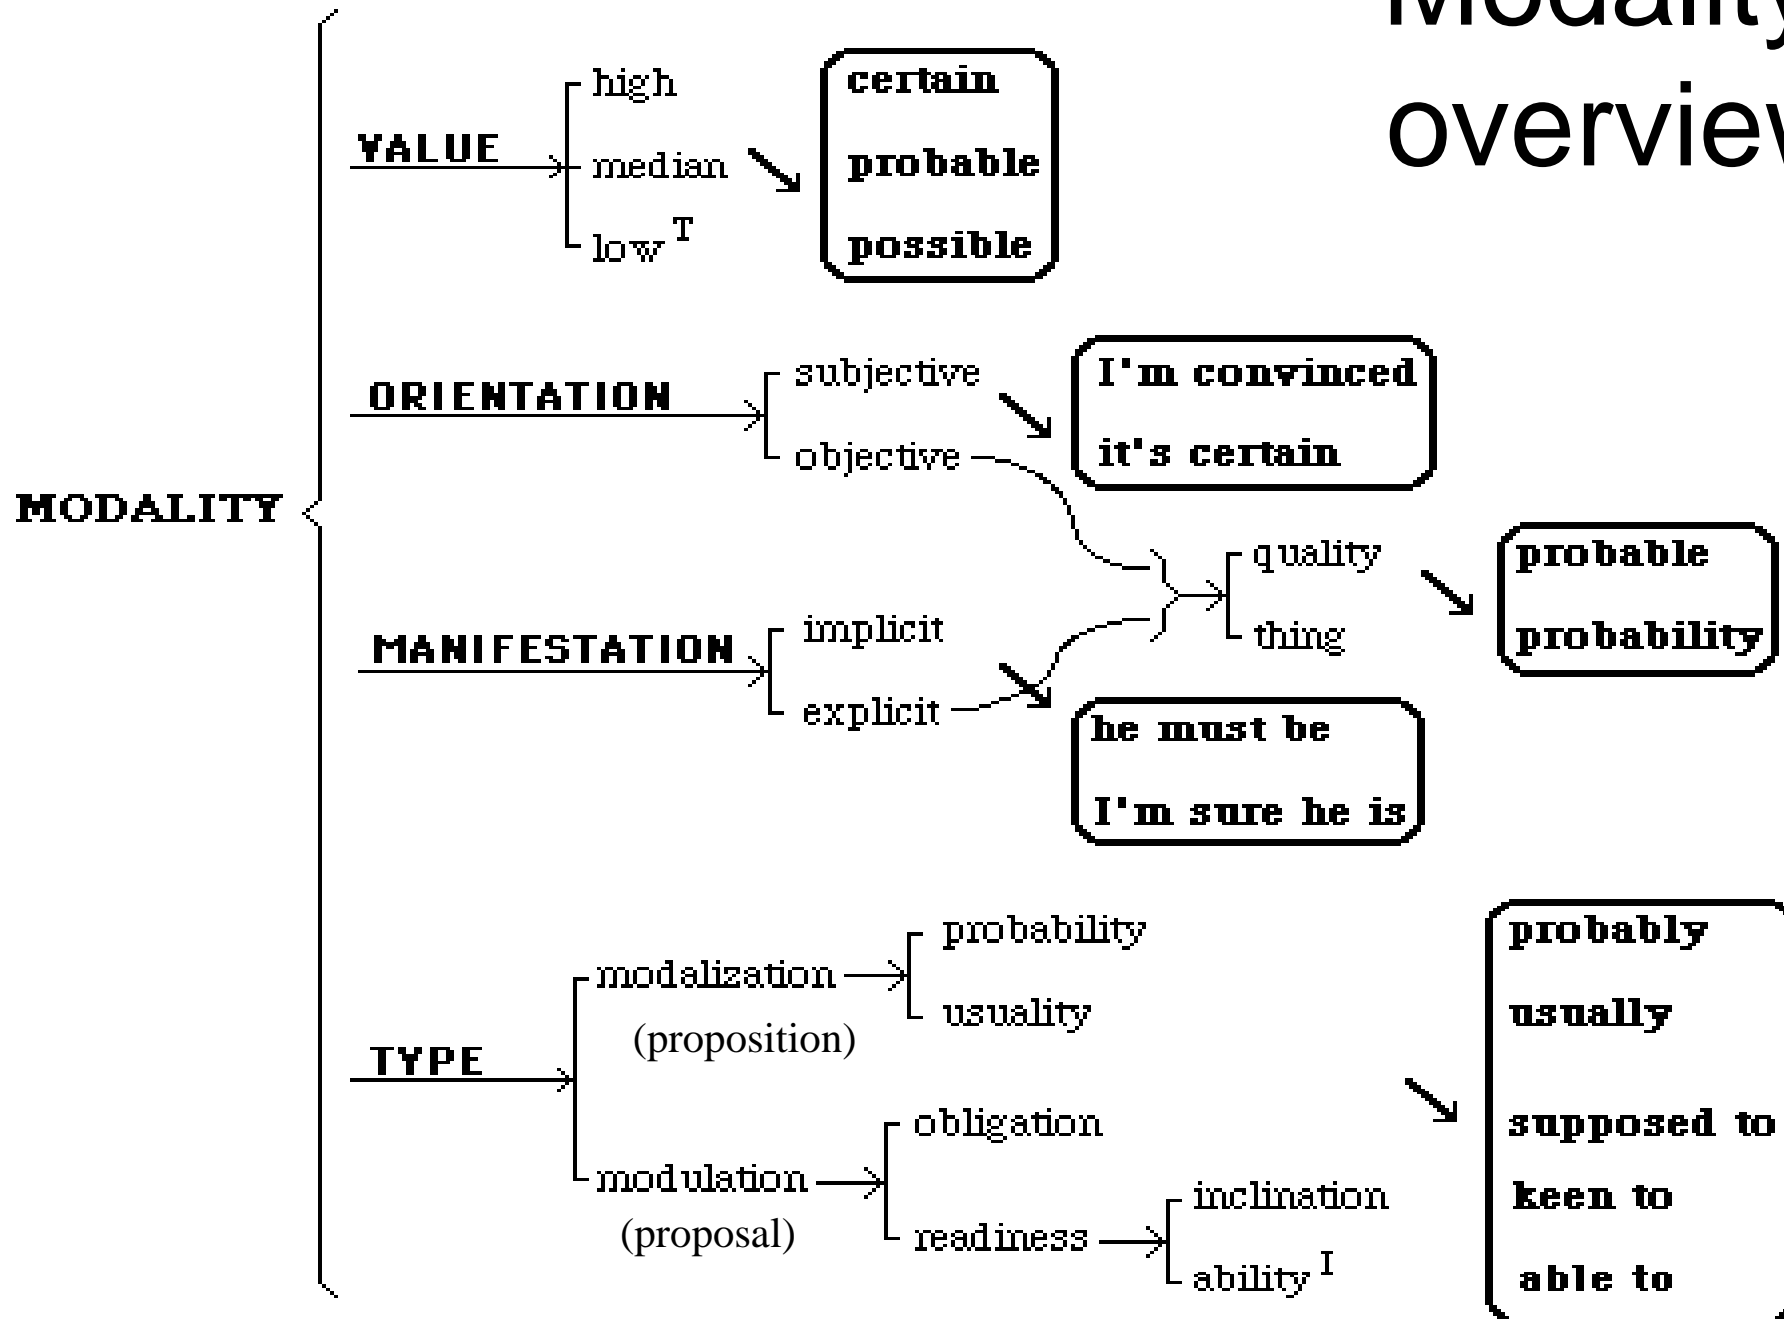 Modality
overview
high
certain
VALUE
median
probable
low T
possible
subjective
I'm convinced
ORIENTATION
objective
it's certain
MODALITY
quality
probable
implicit
thing
probability
MANIFESTATION
explicit
he must be
I'm sure he is
probability
probably
modalization
usuality
usually
(proposition)
TYPE
obligation
supposed to
modulation
inclination
keen to
(proposal)
readiness
ability I
able to